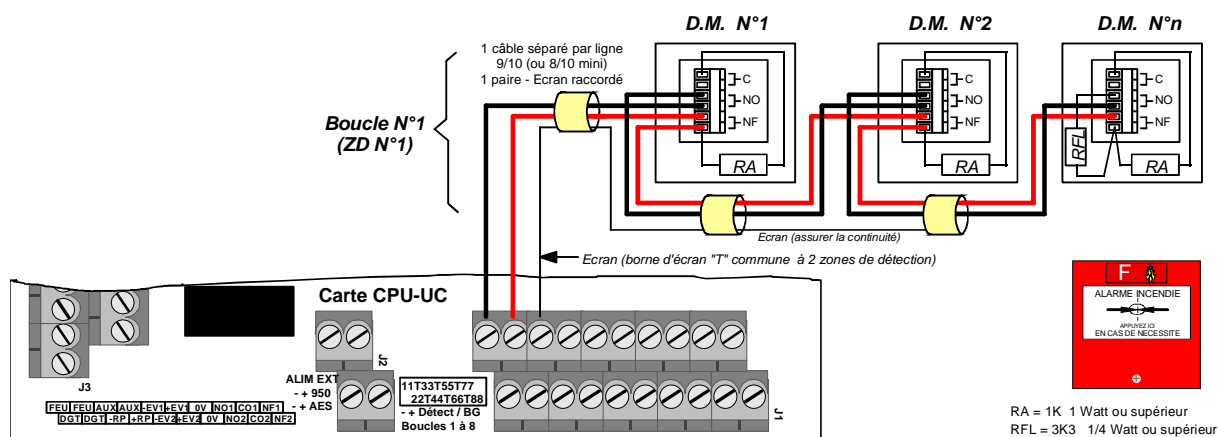 D.M. N°1
D.M. N°2
D.M. N°n
1 câble séparé par ligne
9/10 (ou 8/10 mini)
1 paire - Ecran raccordé
C
NO
NF
C
NO
NF
C
NO
NF
Boucle N°1
(ZD N°1)
RA
RA
RFL
RA
Ecran (assurer la continuité)
Ecran (borne d'écran "T" commune à 2 zones de détection)
F
ALARME INCENDIE
APPUYEZ ICI
EN CAS DE NECESSITE
Carte CPU-UC
J3
J2
ALIM EXT
- + 950
- + AES
11T33T55T77
22T44T66T88
- + Détect / BG
Boucles 1 à 8
J1
FEU FEU AUX AUX -EV1 +EV1 0V NO1 CO1 NF1
DGT DGT -RP +RP -EV2 +EV2 0V NO2 CO2 NF2
RA = 1K 1 Watt ou supérieur
RFL = 3K3 1/4 Watt ou supérieur